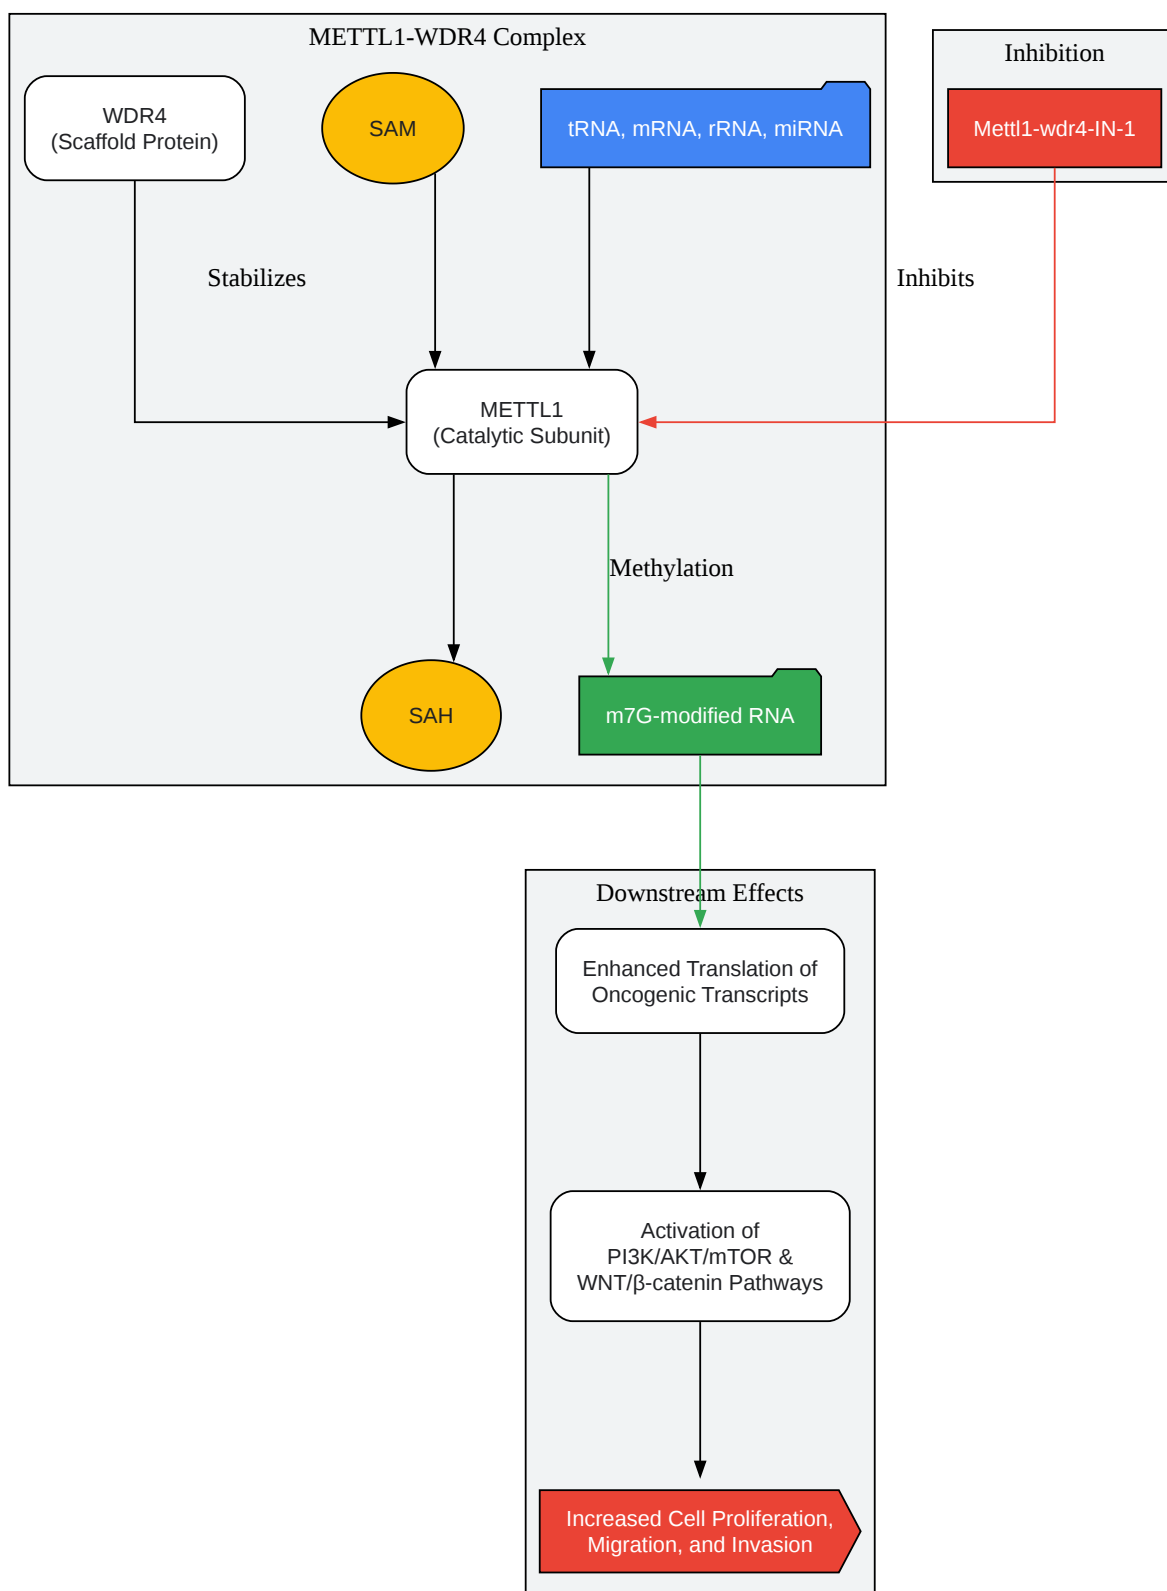 METTL1-WDR4 Complex
Inhibition
WDR4
(Scaffold Protein)
SAM
tRNA, mRNA, rRNA, miRNA
Mettl1-wdr4-IN-1
Stabilizes
Inhibits
METTL1
(Catalytic Subunit)
Methylation
SAH
m7G-modified RNA
Downstream Effects
Enhanced Translation of
Oncogenic Transcripts
Activation of
PI3K/AKT/mTOR &
WNT/β-catenin Pathways
Increased Cell Proliferation,
Migration, and Invasion